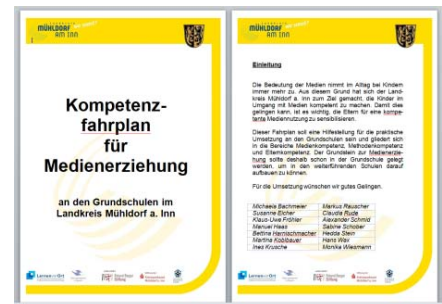 MÜHLDORF
AM INN
Kompetenz-
fahrplan
für
Medienerziehung
an den Grundschulen im
Landkreis Mühldorf a. Inn
MÜHLDORF
AM INN
Einleitung
Die Bedeutung der Medien nimmt im Alltag bei Kindern
immer mehr zu. Aus diesem Grund hat sich der Land-
kreis Mühldorf a. Inn zum Ziel gemacht, die Kinder im
Umgang mit Medien kompetent zu machen. Damit dies
gelingen kann, ist es wichtig, die Eltern für eine kompe-
tente Mediennutzung zu sensibilisieren.
Dieser Fahrplan soll eine Hilfestellung für die praktische
Umsetzung an den Grundschulen sein und gliedert sich
in die Bereiche Medienkompetenz, Methodenkompetenz
und Elternkompetenz. Der Grundstein zur Medienerzie-
hung sollte deshalb schon in der Grundschule gelegt
werden, um in den weiterführenden Schulen darauf
aufbauen zu können.
Für die Umsetzung wünschen wir gutes Gelingen.
Michaela Bachmeier Markus Rauscher
Susanne Eicher Claudia Rude
Klaus-Uwe Fröhler Alexander Schmid
Manuel Haas Sabine Schober
Bettina Harnischmacher Hedda Stein
Martina Koblbauer Hans Wax
Ines Krusche Monika Wiesmann